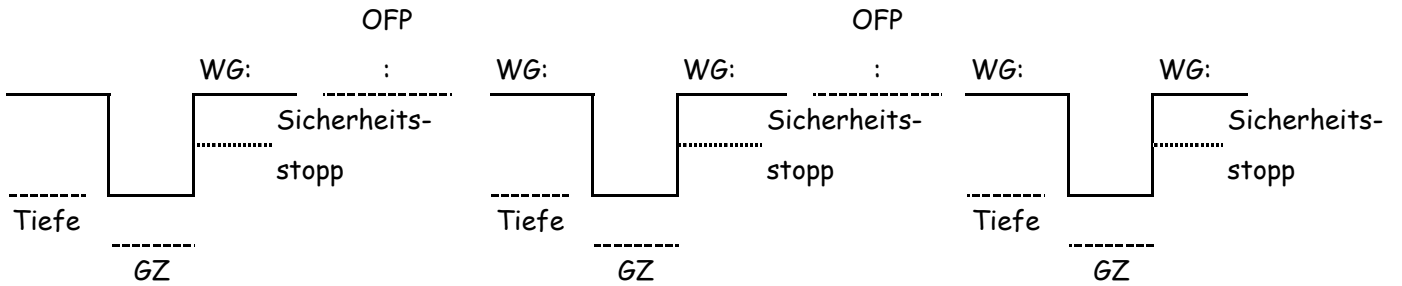 OFP OFP
WG: : WG: WG: : WG: WG:
Sicherheits- Sicherheits- Sicherheits-
stopp stopp stopp
Tiefe Tiefe Tiefe
GZ GZ GZ